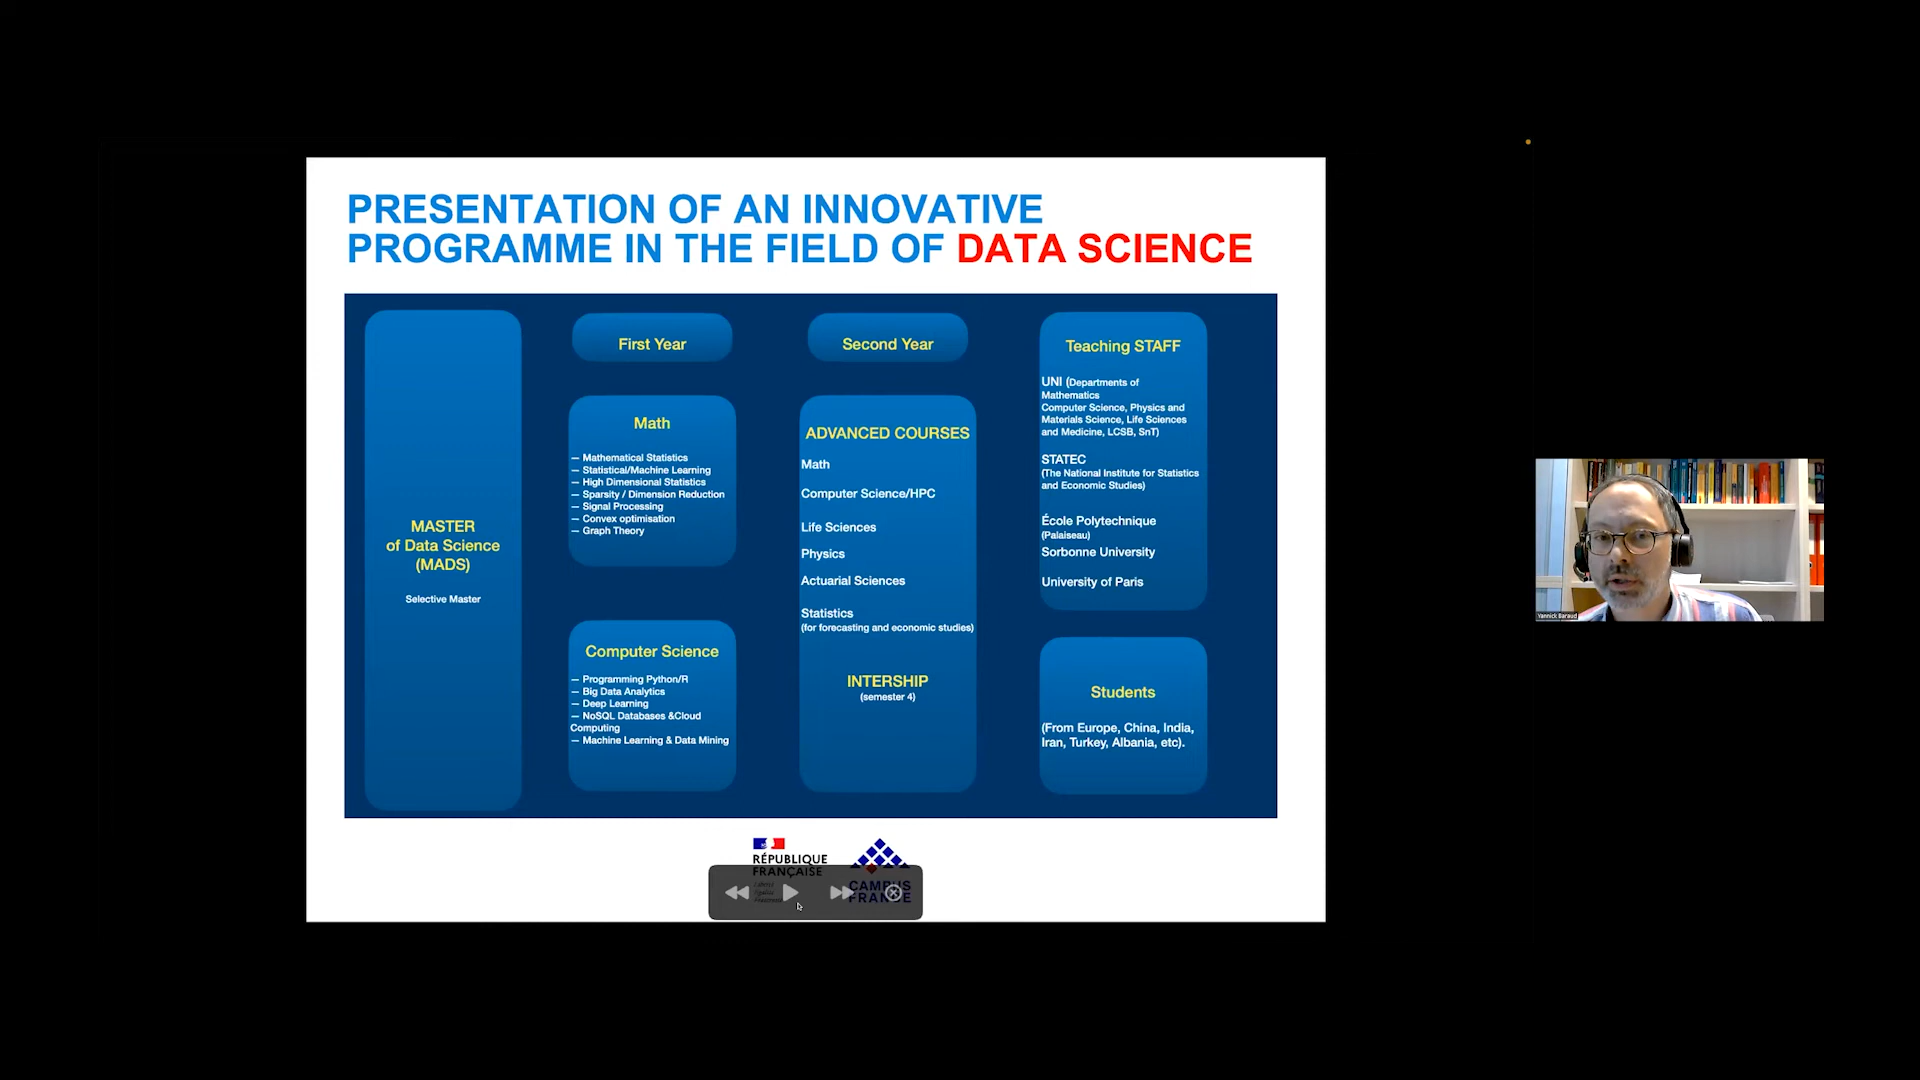 PRESENTATION OF AN INNOVATIVE
PROGRAMME IN THE FIELD OF DATA SCIENCE
MASTER
of Data Science
(MADS)
Selective Master
First Year
Math
— Mathematical Statistics
— Statistical/Machine Learning
— High Dimensional Statistics
— Sparsity / Dimension Reduction
— Signal Processing
— Convex optimisation
— Graph Theory
Computer Science
— Programming Python/R
— Big Data Analytics
— Deep Learning
— NoSQL Databases &Cloud
Computing
— Machine Learning & Data Mining
Second Year
ADVANCED COURSES
Math
Computer Science/HPC
Life Sciences
Physics
Actuarial Sciences
Statistics
(for forecasting and economic studies)
INTERSHIP
(semester 4)
Teaching STAFF
UNI (Departments of
Mathematics
Computer Science, Physics and
Materials Science, Life Sciences
and Medicine, LCSB, SnT)
STATEC
(The National Institute for Statistics
and Economic Studies)
École Polytechnique
(Palaiseau)
Sorbonne University
University of Paris
Students
(From Europe, China, India,
Iran, Turkey, Albania, etc).
RÉPUBLIQUE
FRANÇAISE
CAMPUS
FRANCE
Yannick Baraud